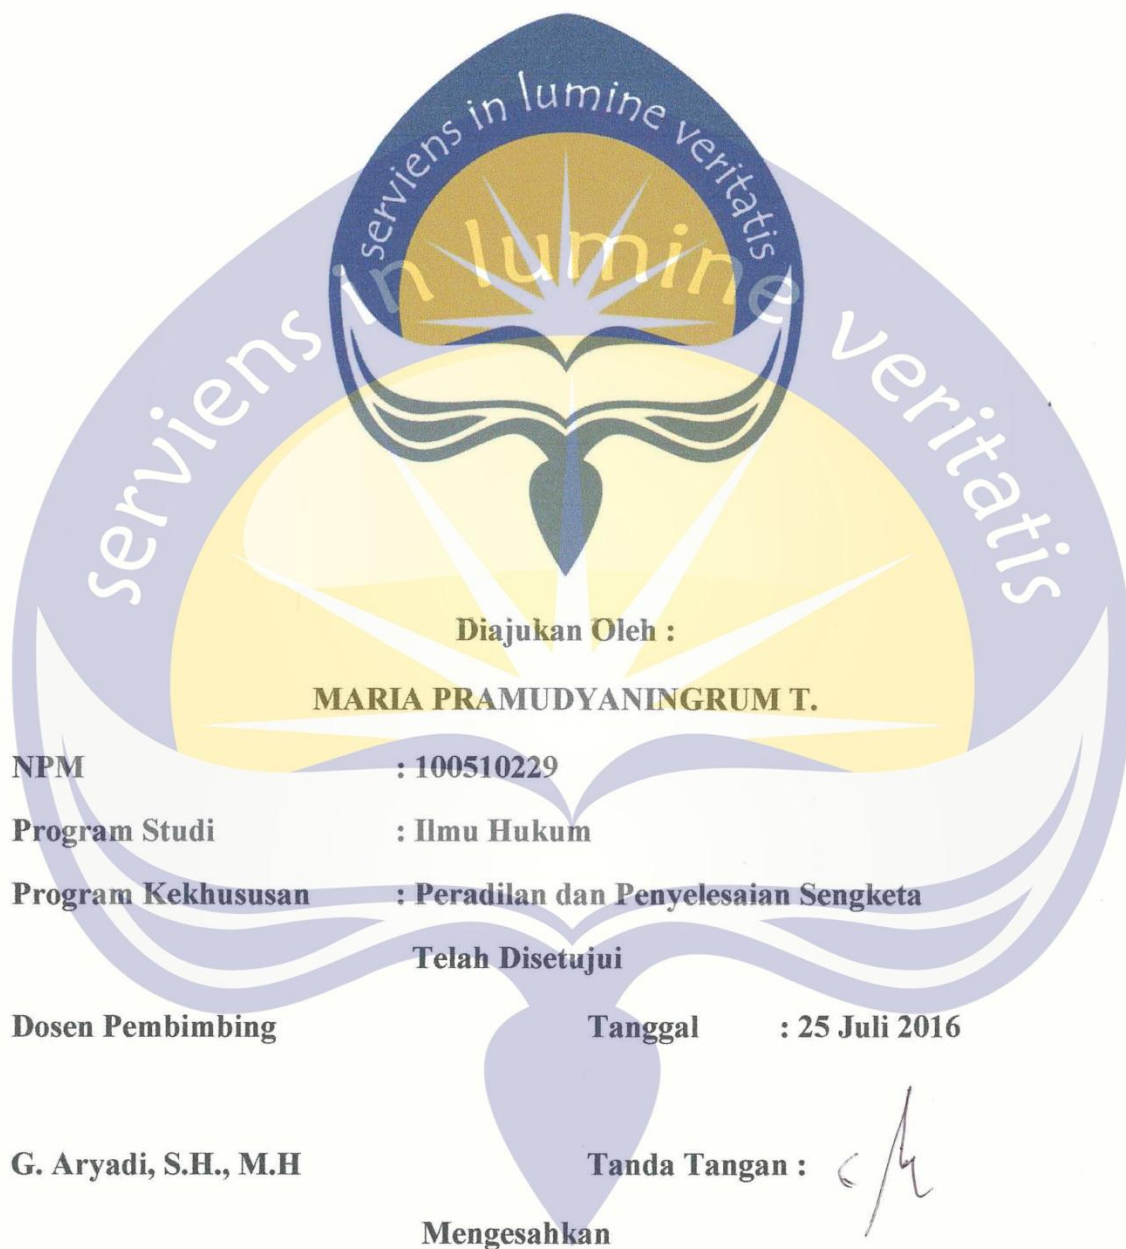 serviens in lumine veritatis
serviens in lumine veritatis
Diajukan Oleh :
MARIA PRAMUDYANINGRUM T.
NPM : 100510229
Program Studi : Ilmu Hukum
Program Kekhususan : Peradilan dan Penyelesaian Sengketa
Telah Disetujui
Dosen Pembimbing Tanggal : 25 Juli 2016
G. Aryadi, S.H., M.H Tanda Tangan :
Mengesahkan